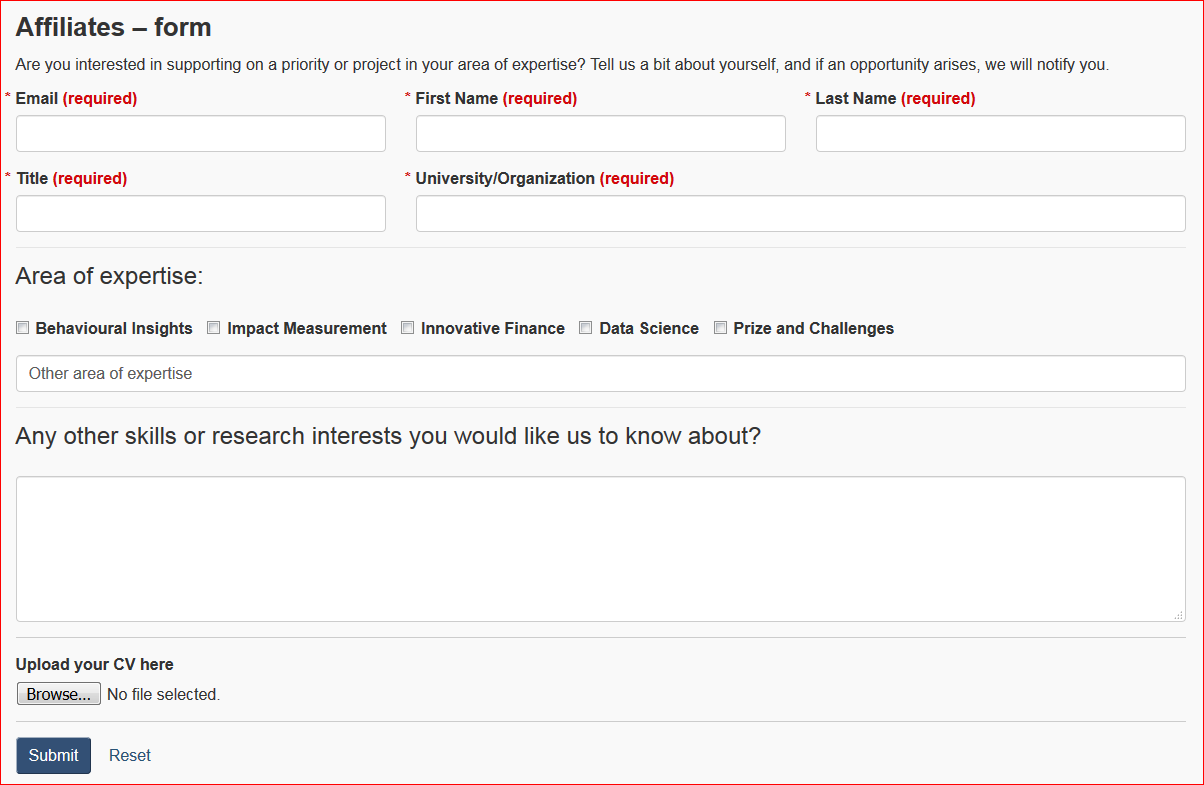 Affiliates – form
Are you interested in supporting on a priority or project in your area of expertise? Tell us a bit about yourself, and if an opportunity arises, we will notify you.
* Email (required) * First Name (required) * Last Name (required)
* Title (required) * University/Organization (required)
Area of expertise:
Behavioural Insights Impact Measurement Innovative Finance Data Science Prize and Challenges
Other area of expertise
Any other skills or research interests you would like us to know about?
Upload your CV here
Browse... No file selected.
Submit Reset